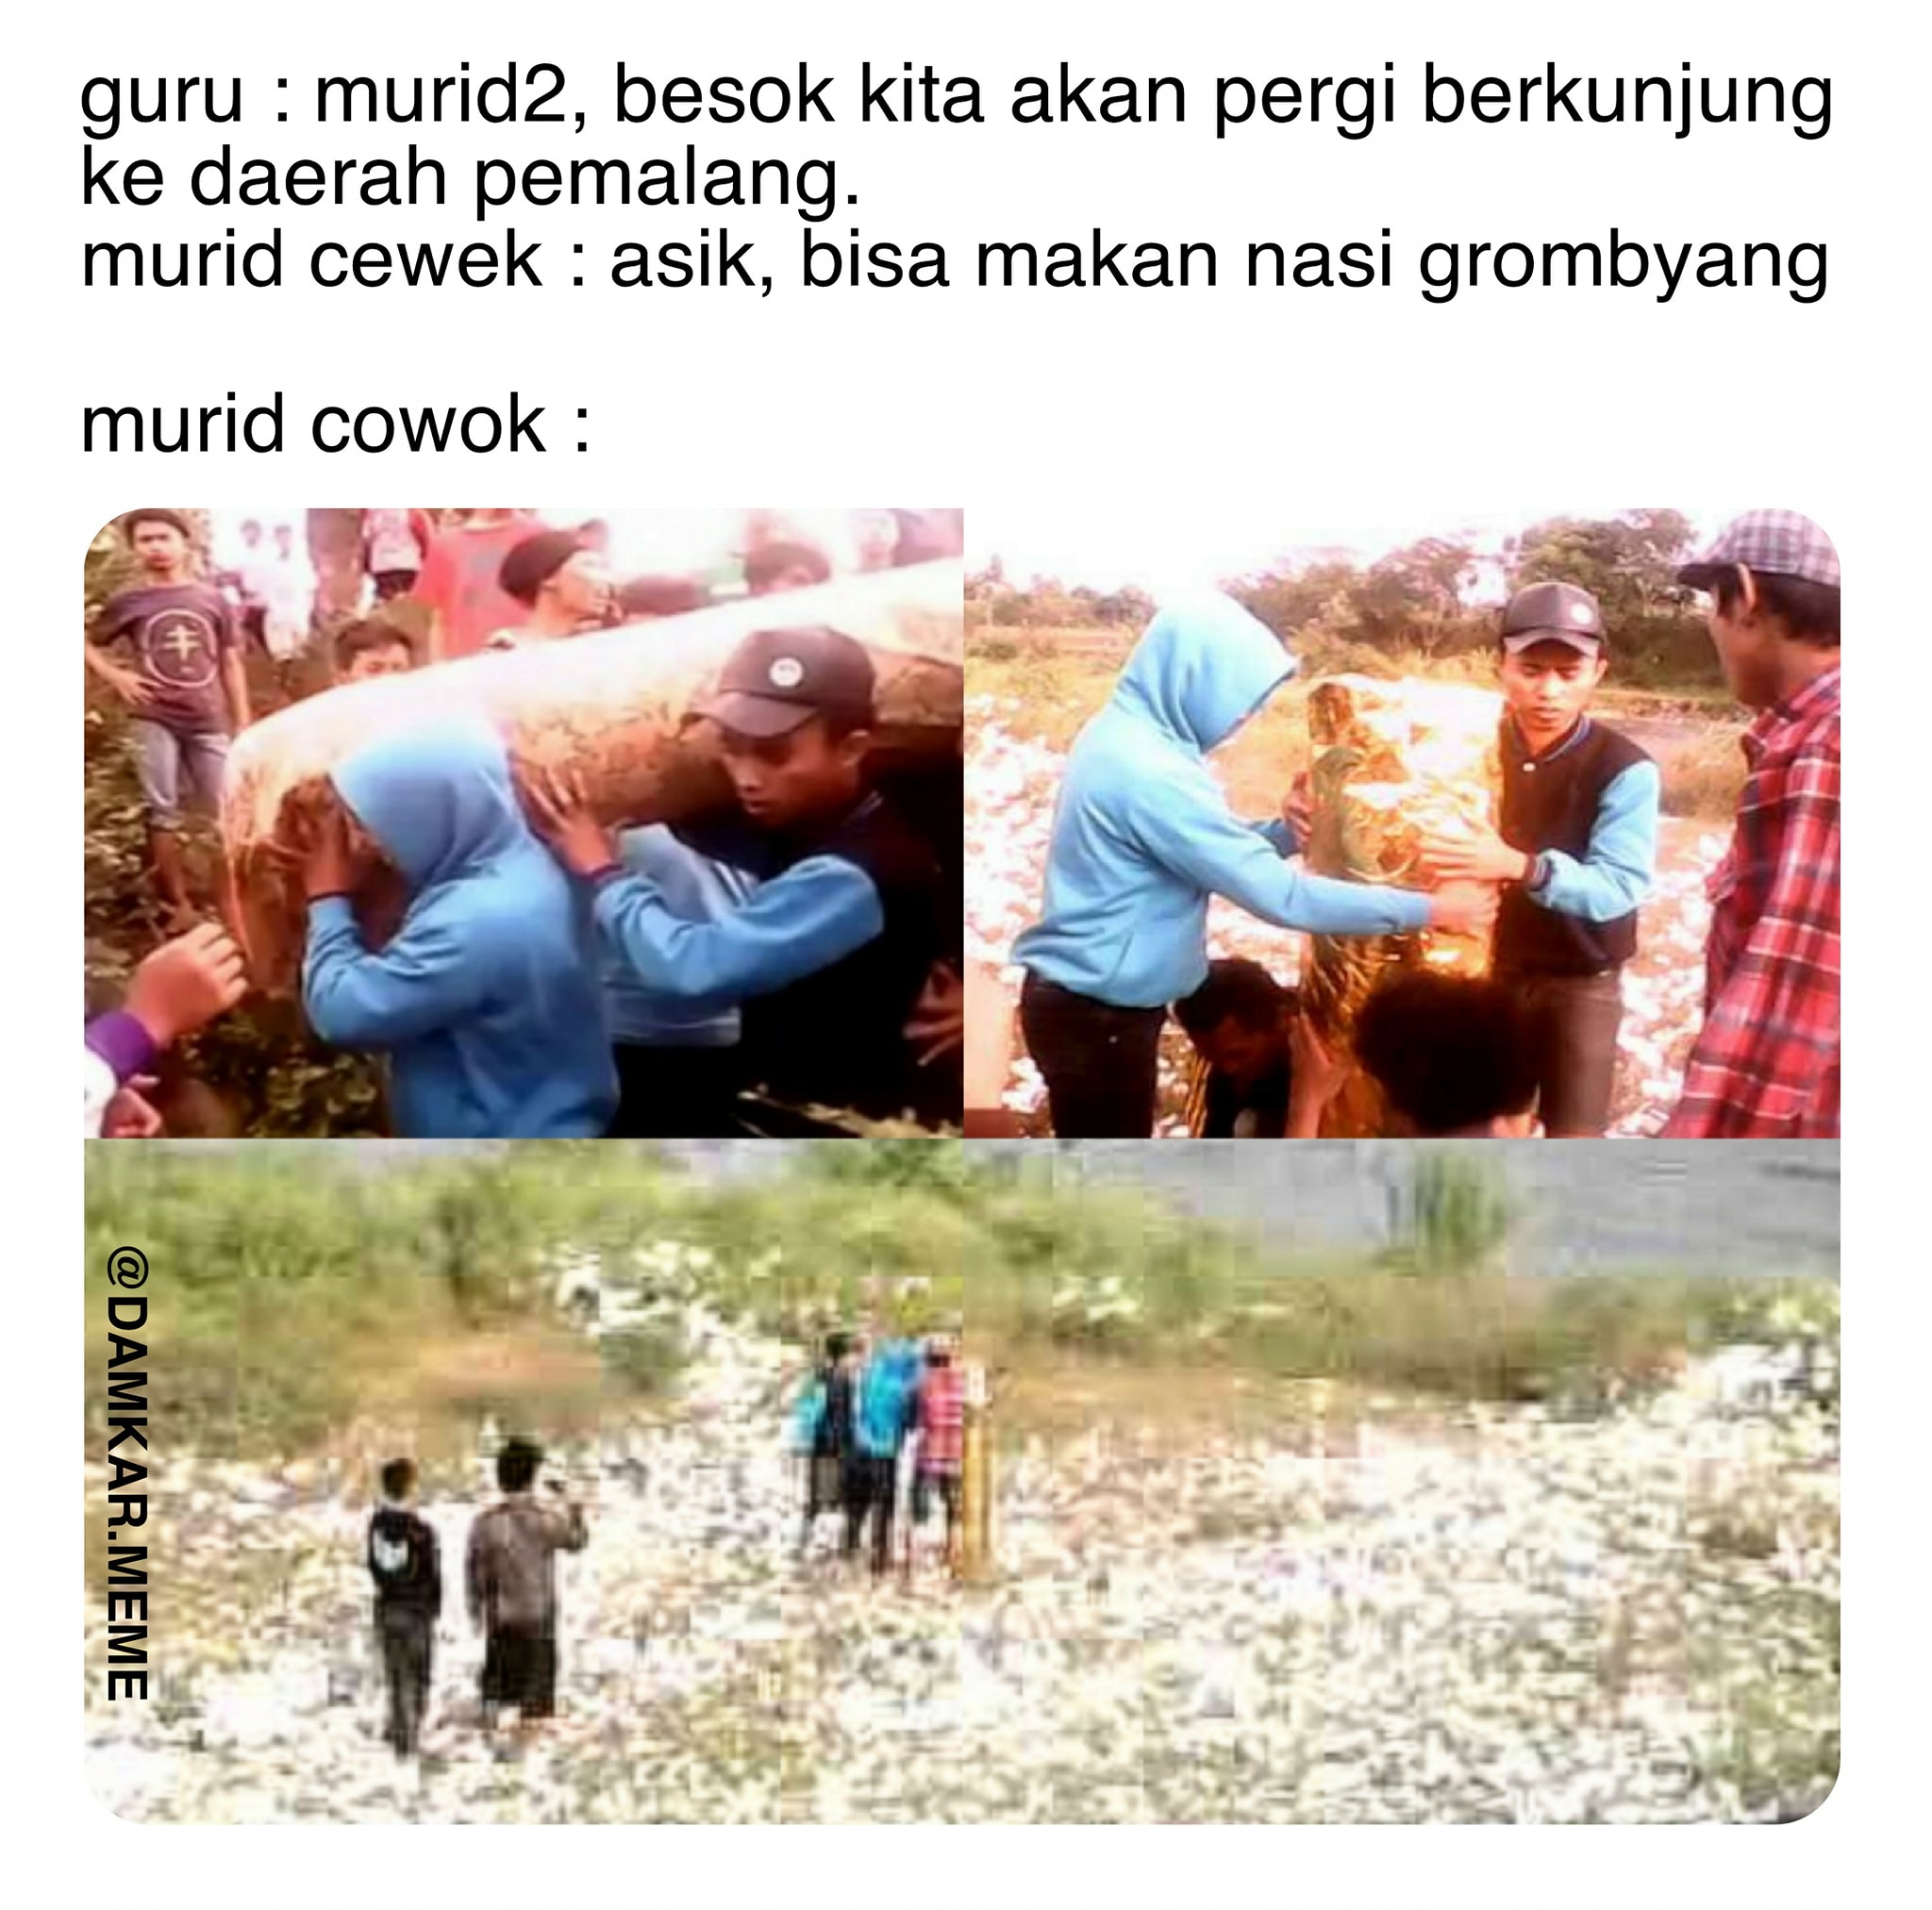 guru : murid2, besok kita akan pergi berkunjung
ke daerah pemalang.
murid cewek : asik, bisa makan nasi grombyang
murid cowok :
@DAMKAR.MEME